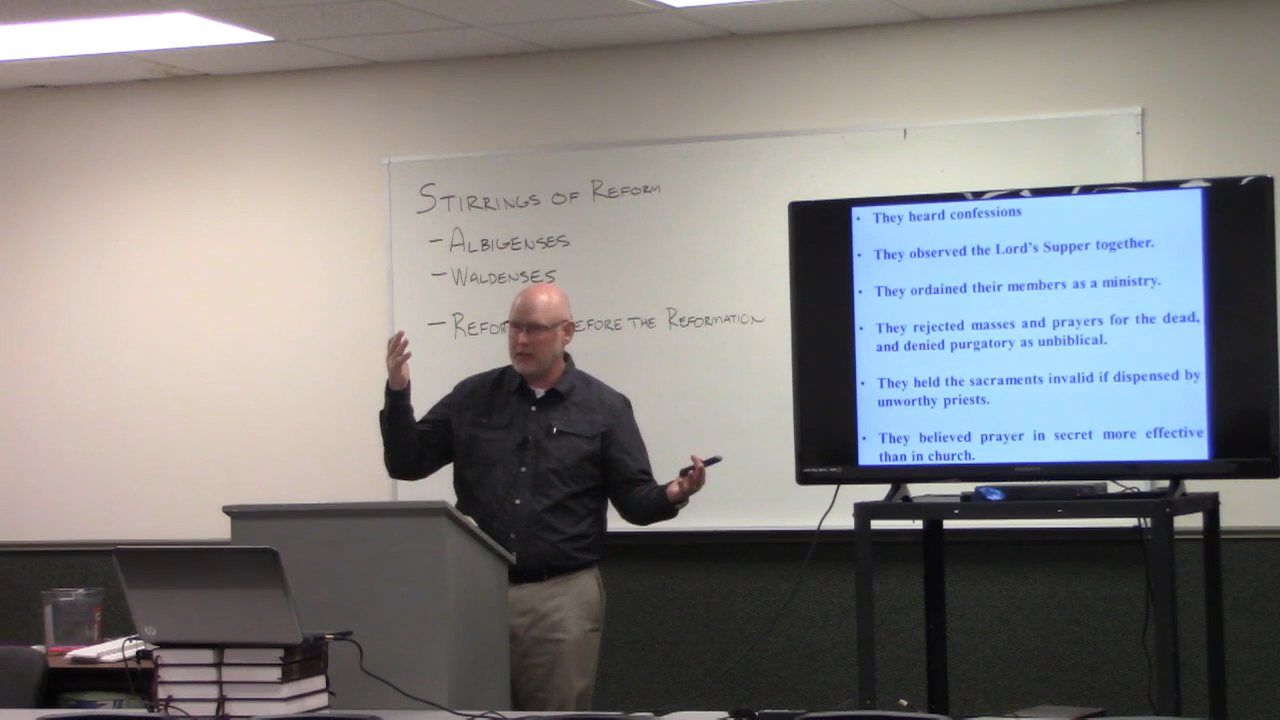 STIRRINGS OF REFORM
- ALBIGENSES
- WALDENSES
- REFOR EFORE THE REFORMATION
• They heard confessions
• They observed the Lord's Supper together.
• They ordained their members as a ministry.
• They rejected masses and prayers for the dead,
and denied purgatory as unbiblical.
• They held the sacraments invalid if dispensed by
unworthy priests.
• They believed prayer in secret more effective
than in church.
hp